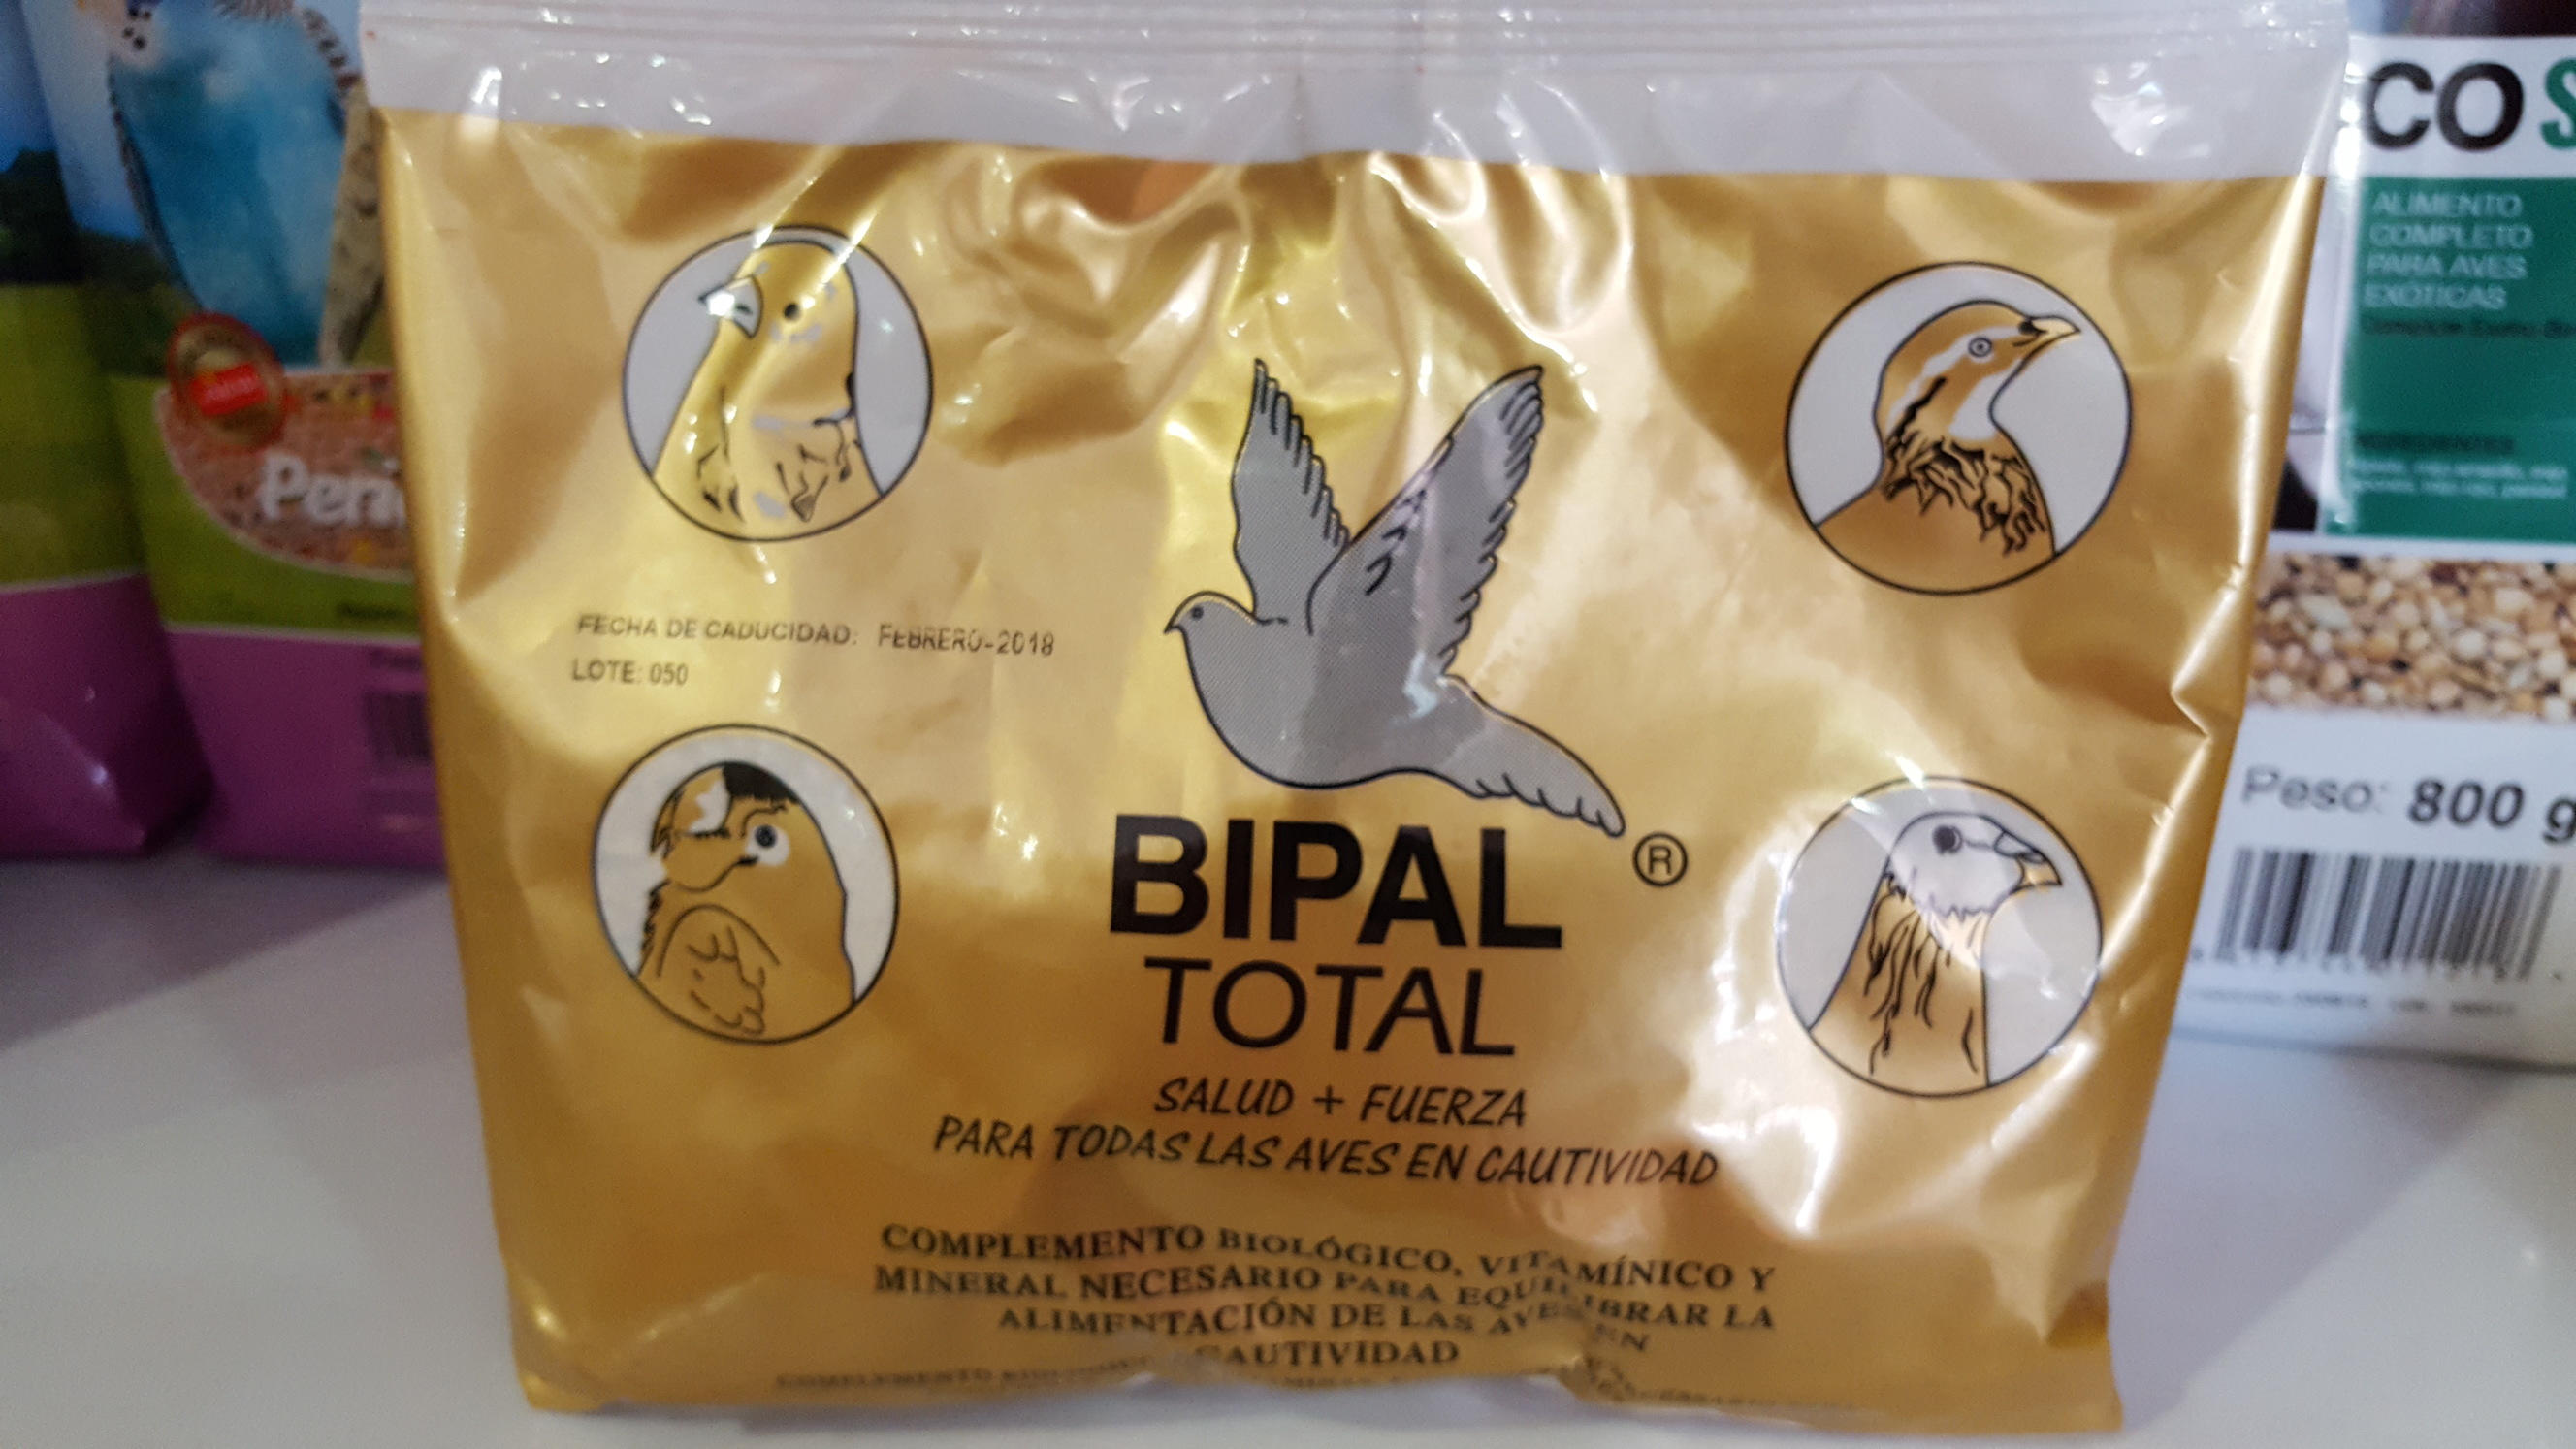 CO
ALIMENTO
COMPLETO
PARA AVES
EXÓTICAS
FECHA DE CADUCIDAD: FEBRERO-2018
LOTE: 050
Peso: 800 g
BIPAL ®
TOTAL
SALUD + FUERZA
PARA TODAS LAS AVES EN CAUTIVIDAD
COMPLEMENTO BIOLÓGICO, VITAMÍNICO Y
MINERAL NECESARIO PARA EQUILIBRAR LA
ALIMENTACIÓN DE LAS AVES EN
CAUTIVIDAD